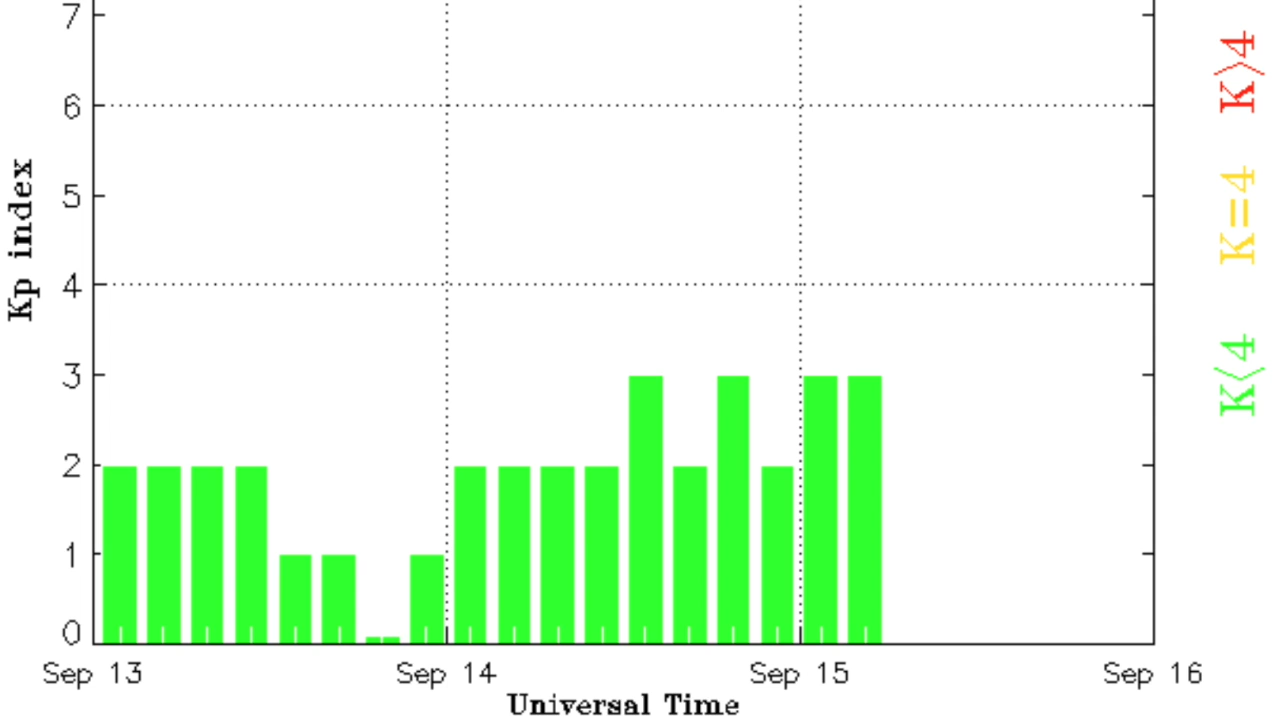 7
6
5
4
3
2
1
0
Kp index
Sep 13
Sep 14
Sep 15
Sep 16
Universal Time
K>4
K=4
K<4